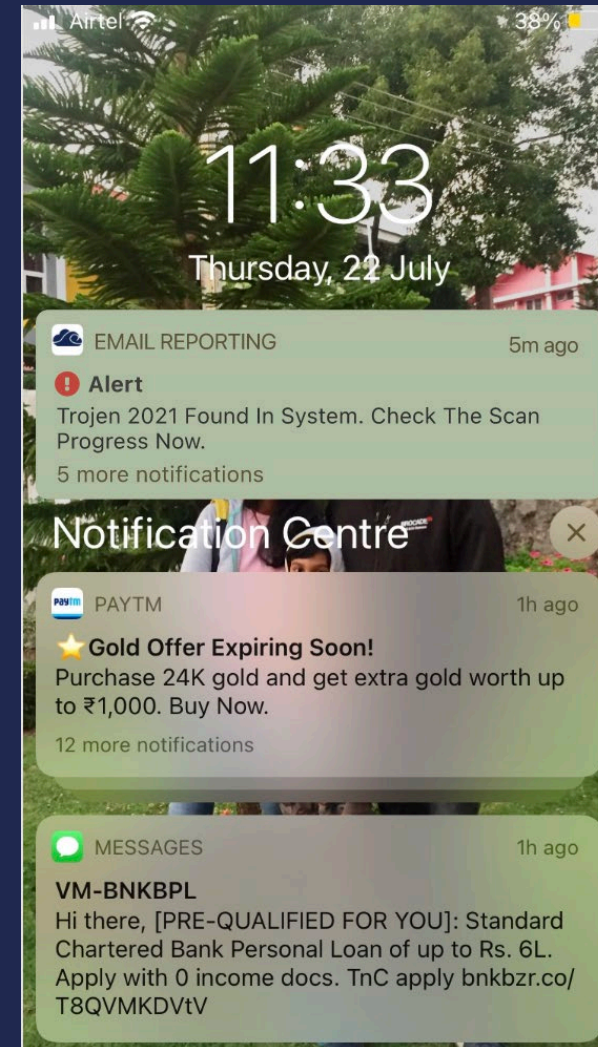 Airtel 38%
11:33
Thursday, 22 July
EMAIL REPORTING 5m ago
Alert
Trojen 2021 Found In System. Check The Scan
Progress Now.
5 more notifications
BROCADE
Notification Centre
Paytm PAYTM 1h ago
Gold Offer Expiring Soon!
Purchase 24K gold and get extra gold worth up
to ₹1,000. Buy Now.
12 more notifications
MESSAGES 1h ago
VM-BNKBPL
Hi there, [PRE-QUALIFIED FOR YOU]: Standard
Chartered Bank Personal Loan of up to Rs. 6L.
Apply with 0 income docs. TnC apply bnkbzr.co/
T8QVMKDVtV